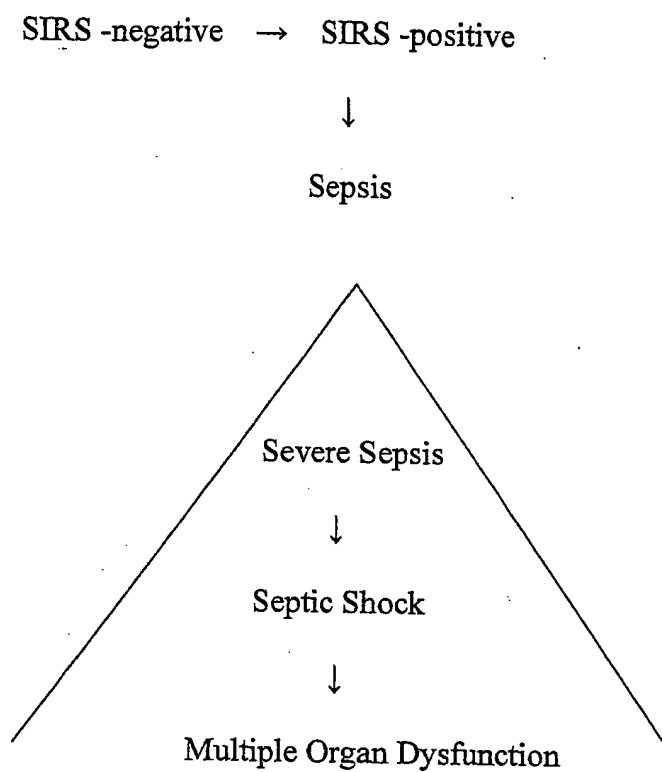 SIRS -negative → SIRS -positive
↓
Sepsis
Severe Sepsis
↓
Septic Shock
↓
Multiple Organ Dysfunction